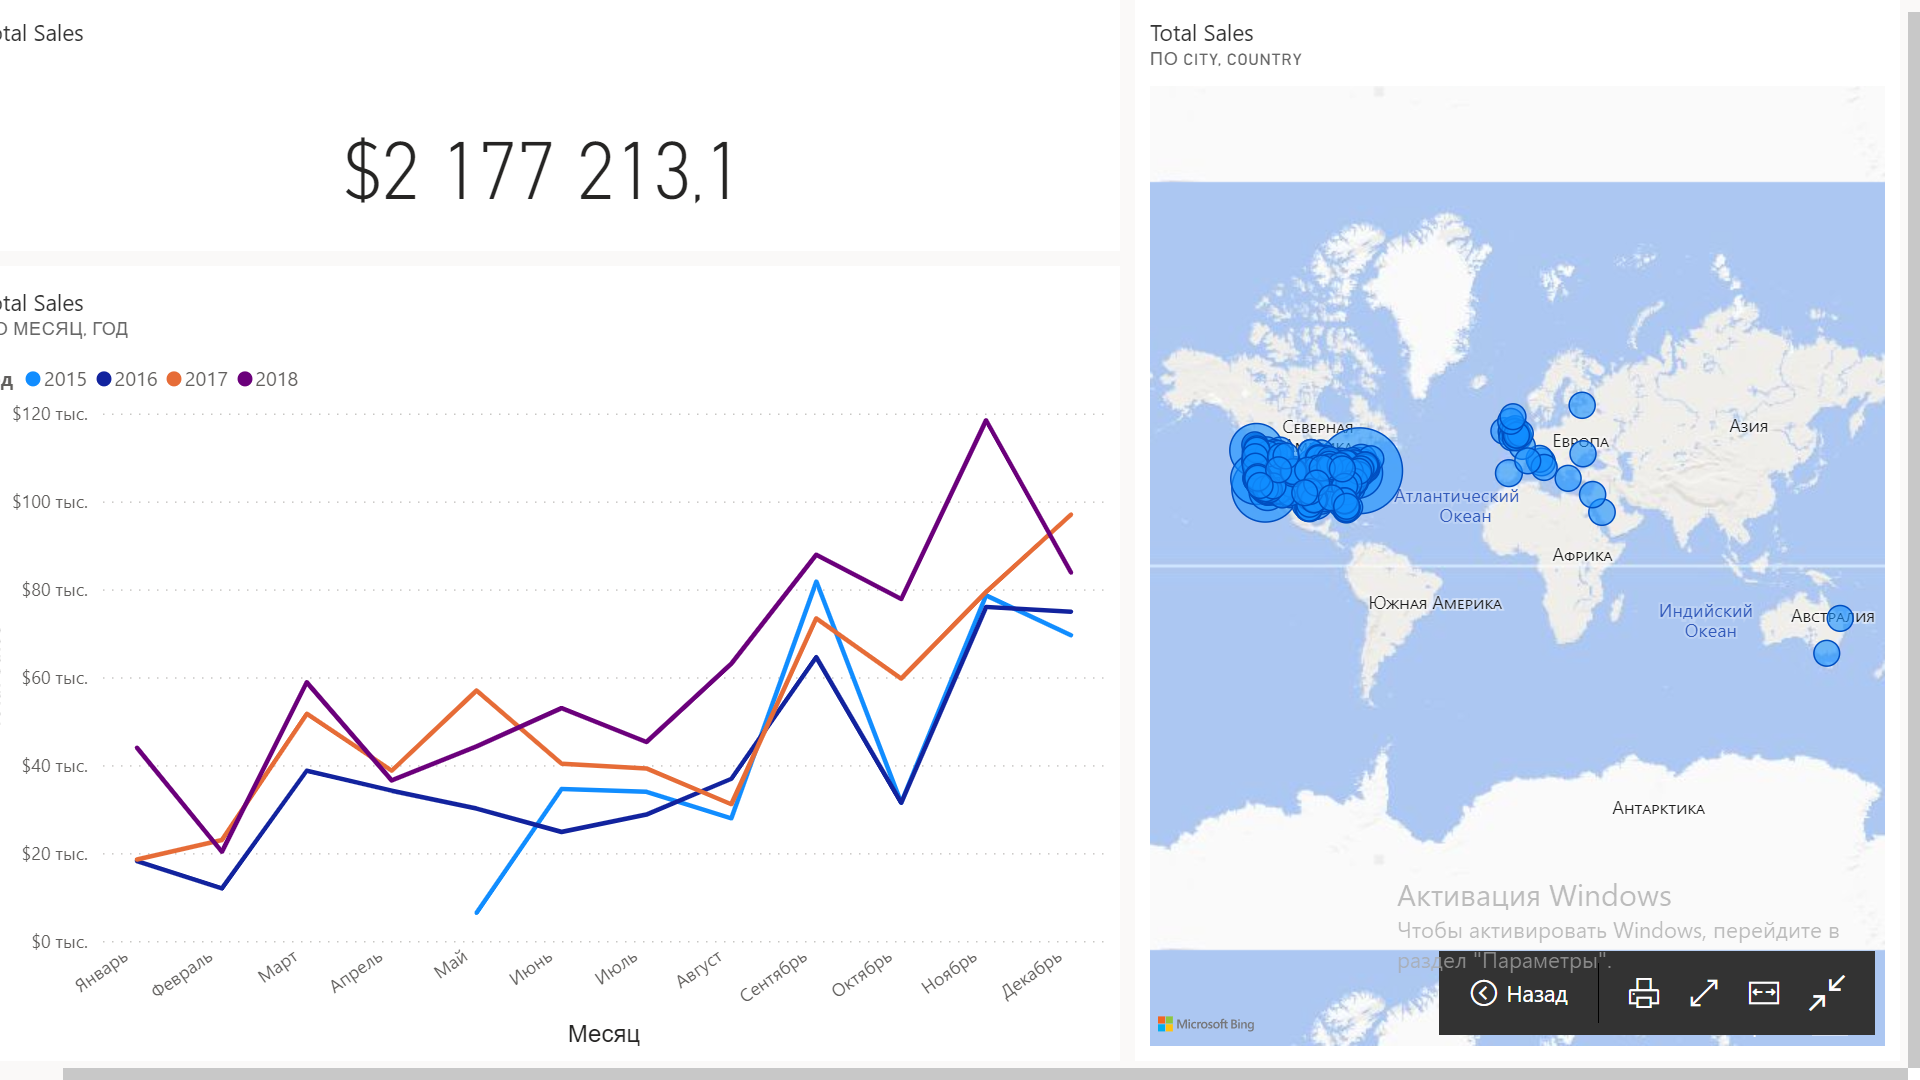 otal Sales
$2 177 213,1
otal Sales
О МЕСЯЦ, ГОД
д 2015 2016 2017 2018
$120 тыс.
$100 тыс.
$80 тыс.
$60 тыс.
$40 тыс.
$20 тыс.
$0 тыс.
Январь Февраль Март Апрель Май Июнь Июль Август Сентябрь Октябрь Ноябрь Декабрь
Месяц
Total Sales
ПО CITY, COUNTRY
Северная
Европа
Азия
Атлантический
Океан
Африка
Южная Америка
Индийский
Океан
Австралия
Антарктика
Активация Windows
Чтобы активировать Windows, перейдите в
раздел "Параметры".
Назад
Microsoft Bing